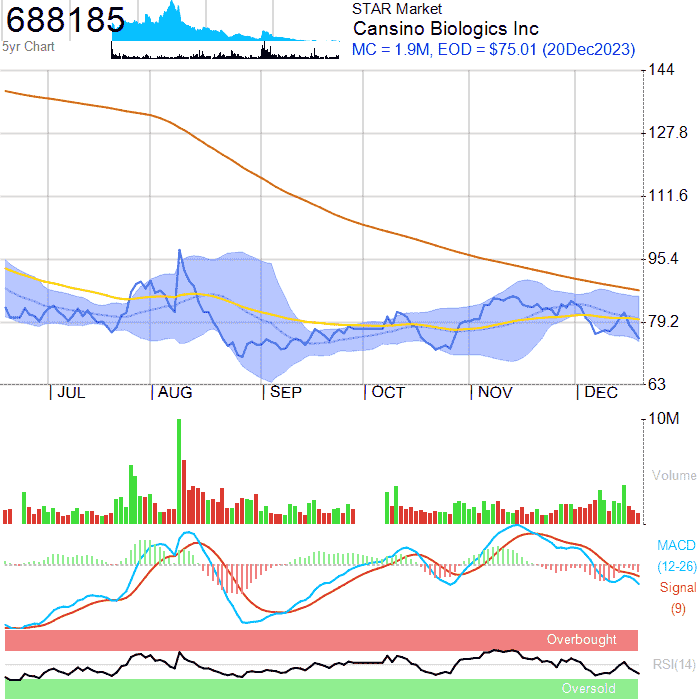 688185
5yr Chart
STAR Market
Cansino Biologics Inc
MC = 1.9M, EOD = $75.01 (20Dec2023)
144
127.8
111.6
95.4
79.2
63
JUL AUG SEP OCT NOV DEC
10M
Volume
MACD
(12-26)
Signal
(9)
Overbought
RSI(14)
Oversold